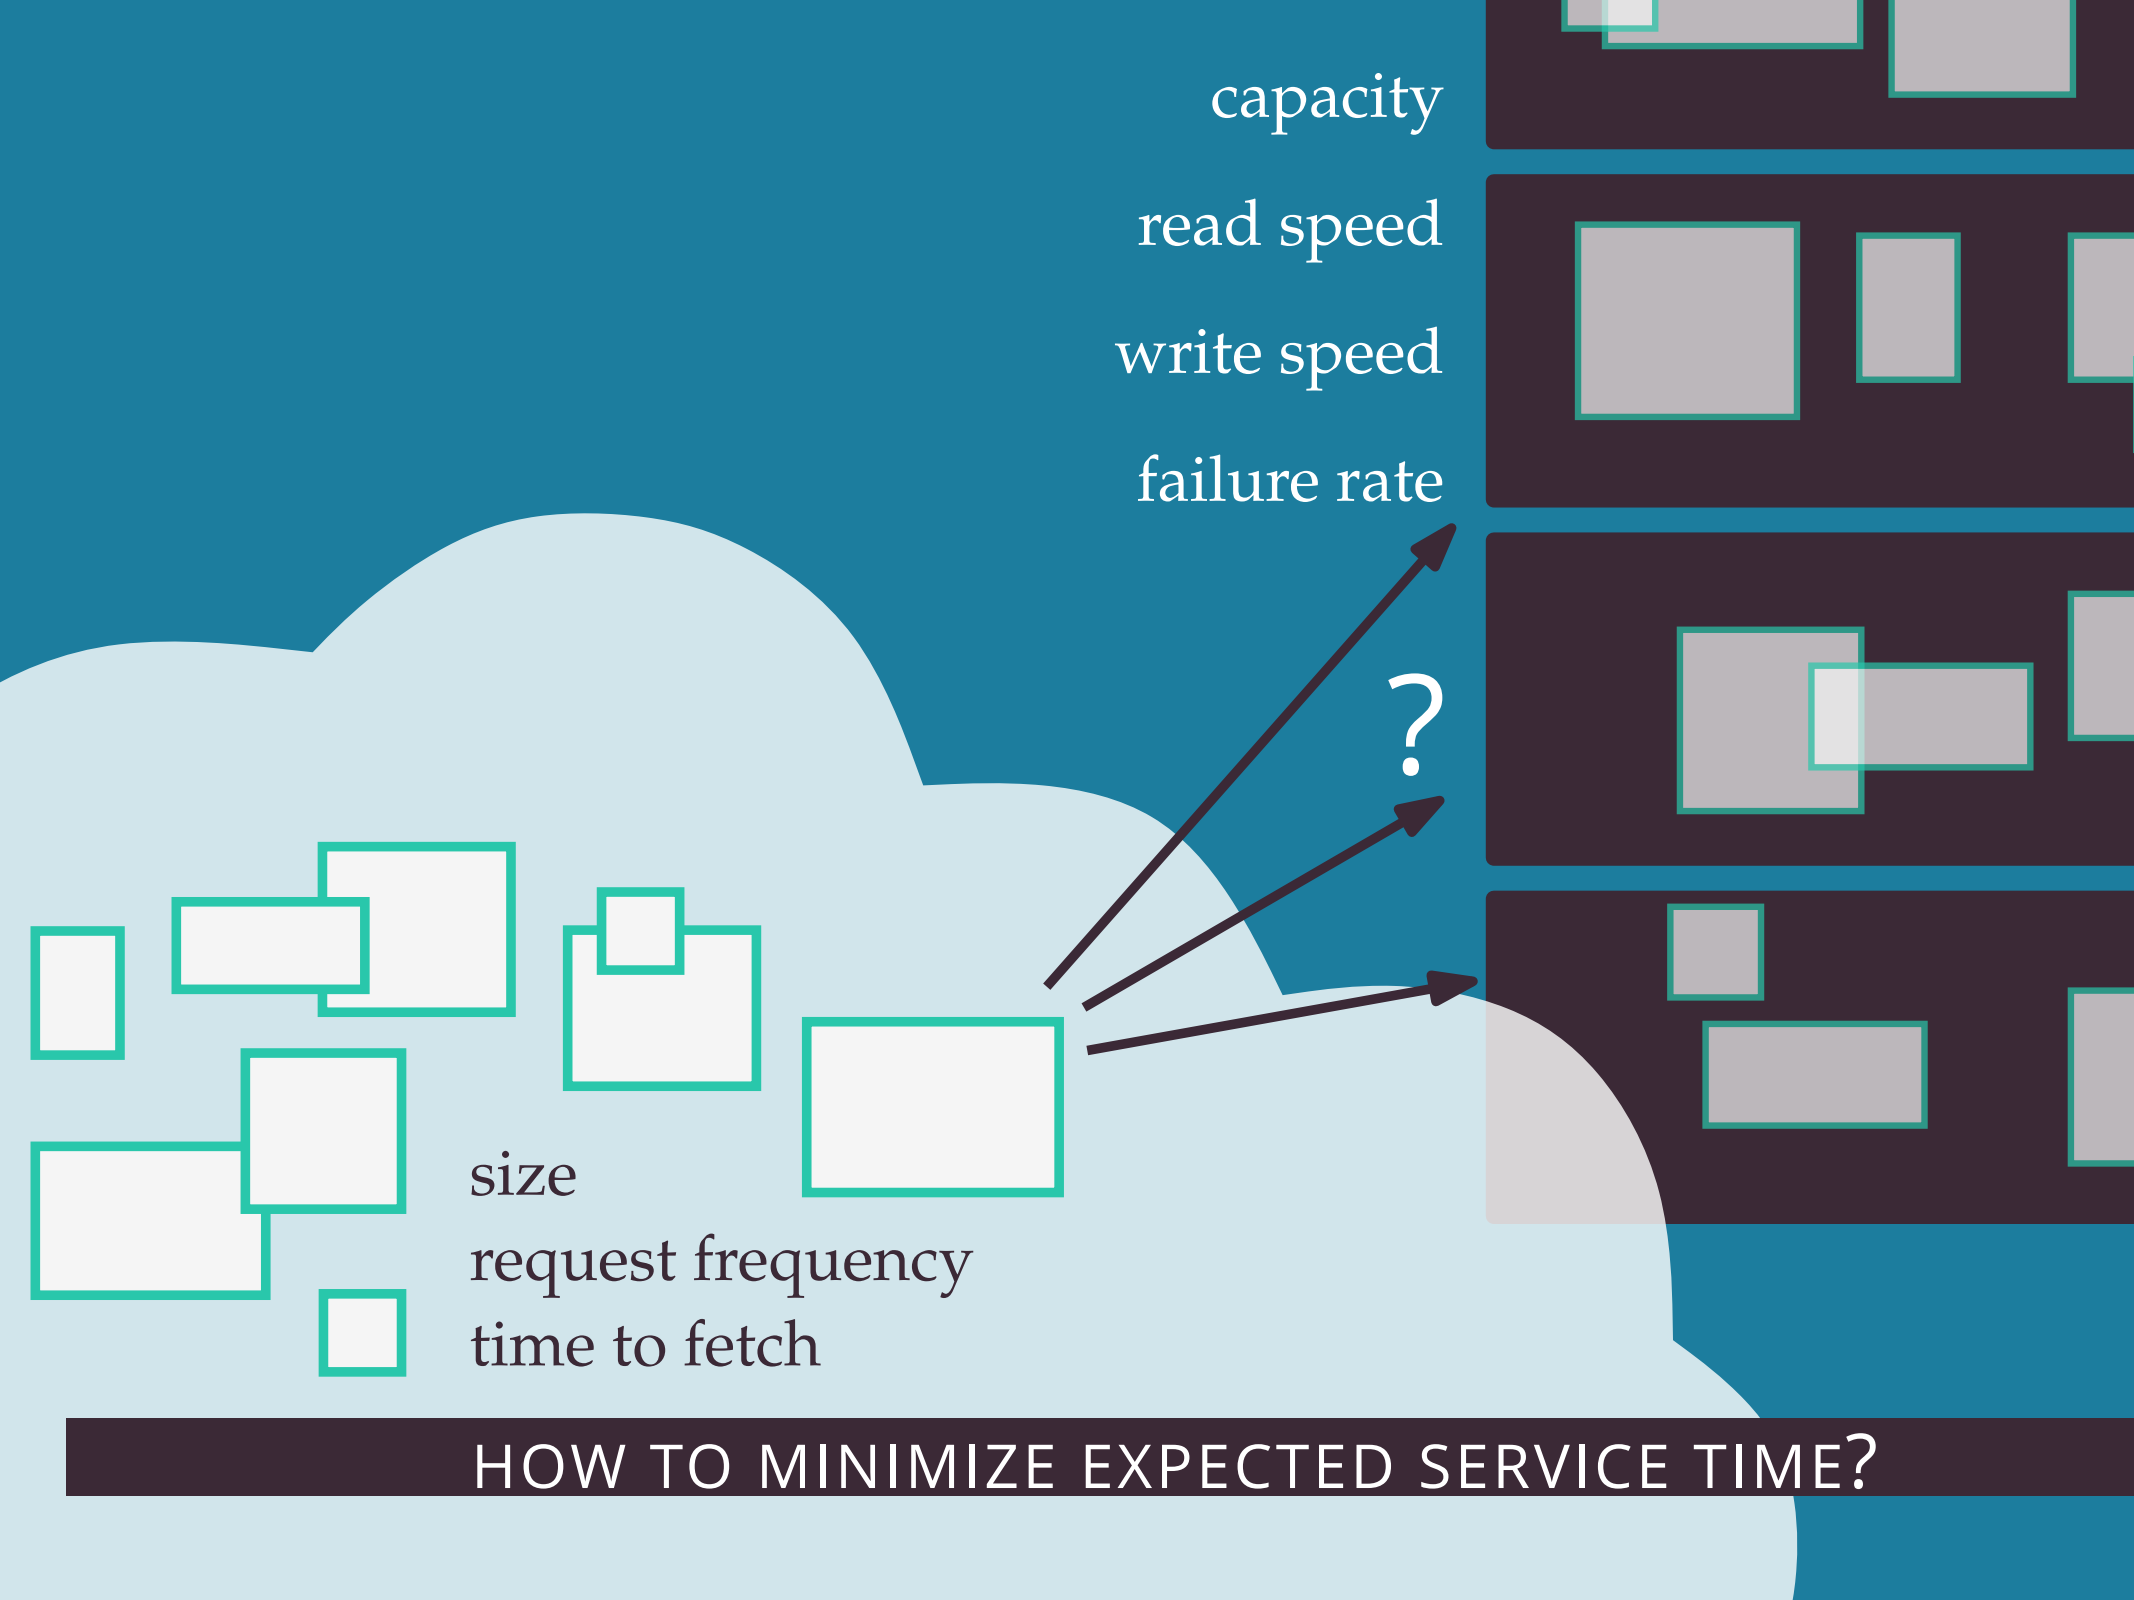 capacity
read speed
write speed
failure rate
?
size
request frequency
time to fetch
HOW TO MINIMIZE EXPECTED SERVICE TIME?